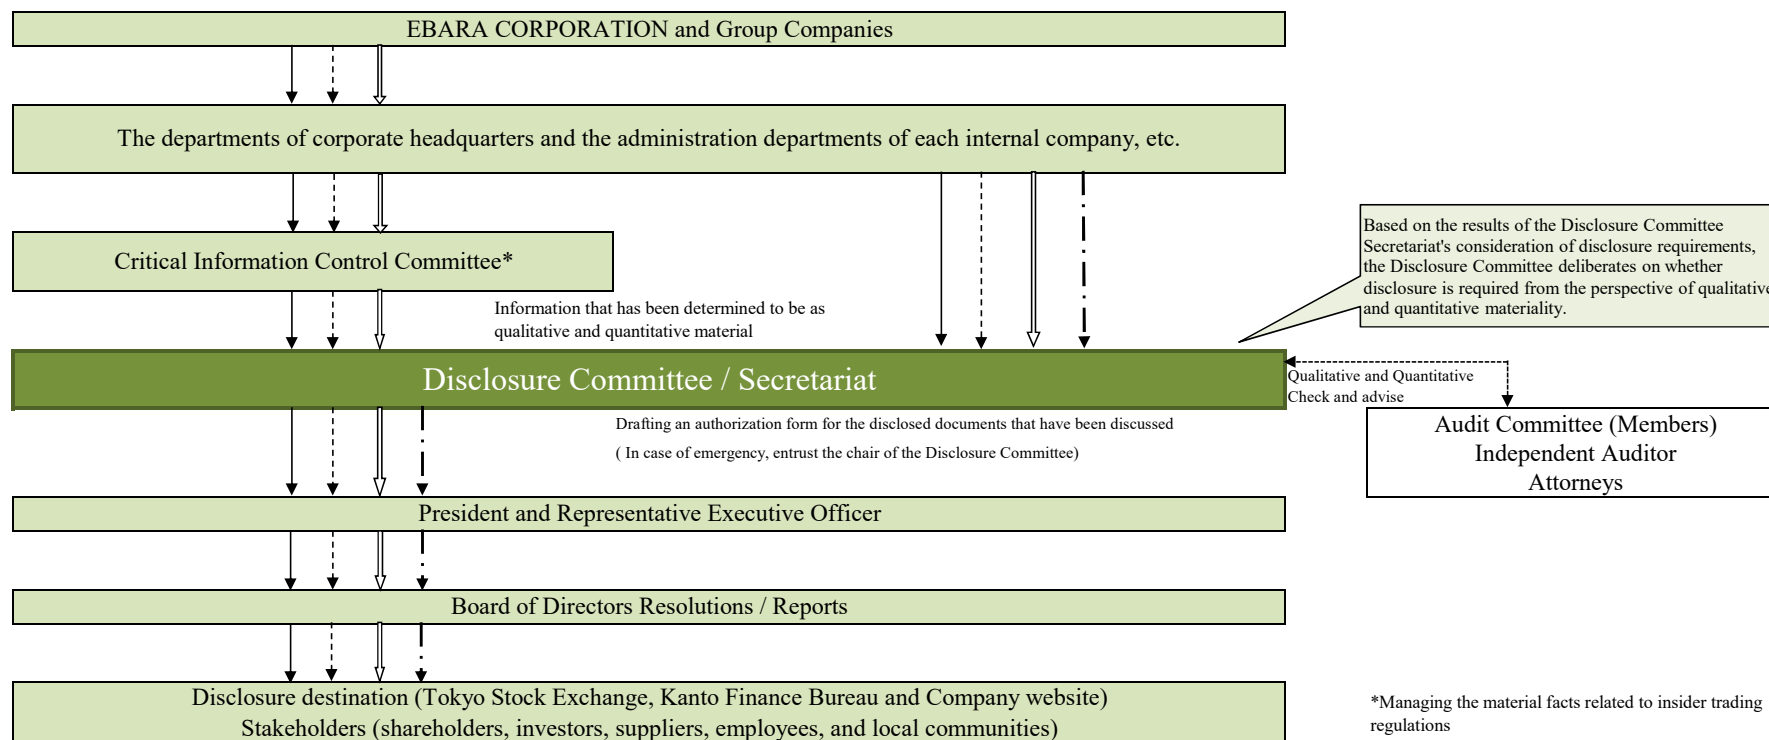 EBARA CORPORATION and Group Companies
The departments of corporate headquarters and the administration departments of each internal company, etc.
Critical Information Control Committee*
Based on the results of the Disclosure Committee
Secretariat's consideration of disclosure requirements,
the Disclosure Committee deliberates on whether
disclosure is required from the perspective of qualitative
and quantitative materiality.
Information that has been determined to be as
qualitative and quantitative material
Disclosure Committee / Secretariat
Qualitative and Quantitative
Check and advise
Drafting an authorization form for the disclosed documents that have been discussed
( In case of emergency, entrust the chair of the Disclosure Committee)
Audit Committee (Members)
Independent Auditor
Attorneys
President and Representative Executive Officer
Board of Directors Resolutions / Reports
Disclosure destination (Tokyo Stock Exchange, Kanto Finance Bureau and Company website)
Stakeholders (shareholders, investors, suppliers, employees, and local communities)
*Managing the material facts related to insider trading
regulations